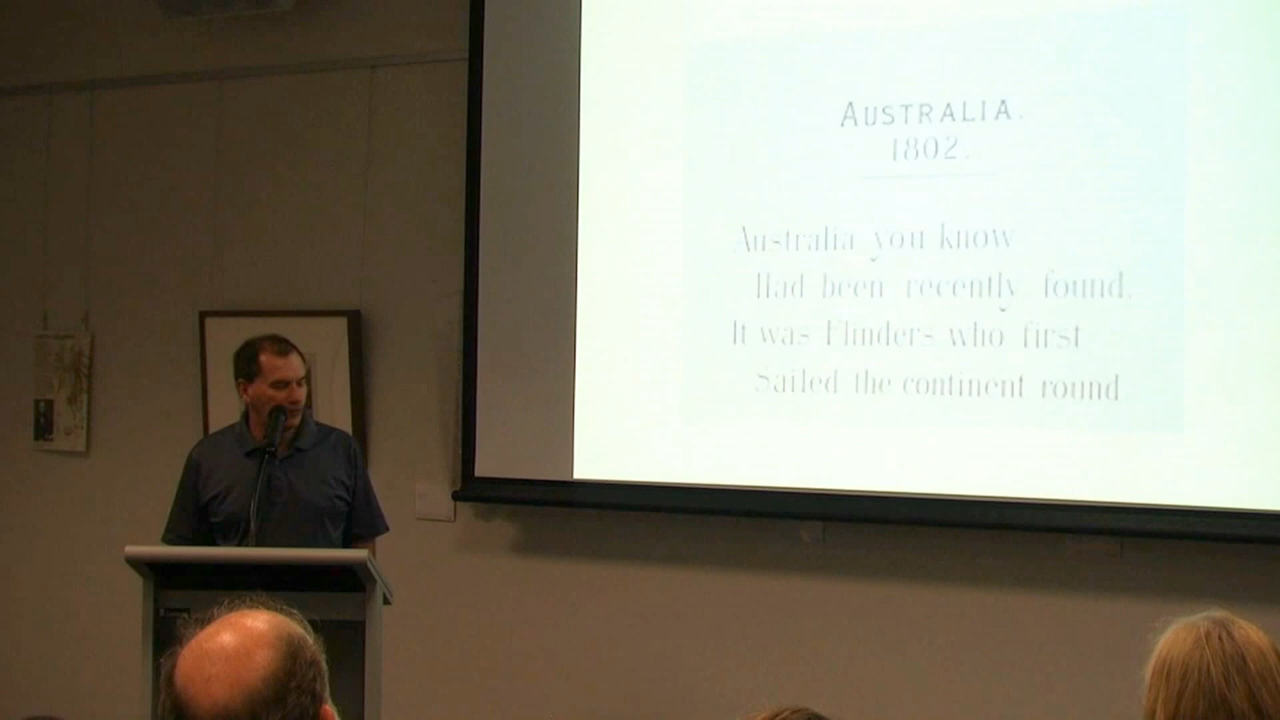 AUSTRALIA.
1802.
Australia you know
Had been recently found.
It was Flinders who first
Sailed the continent round